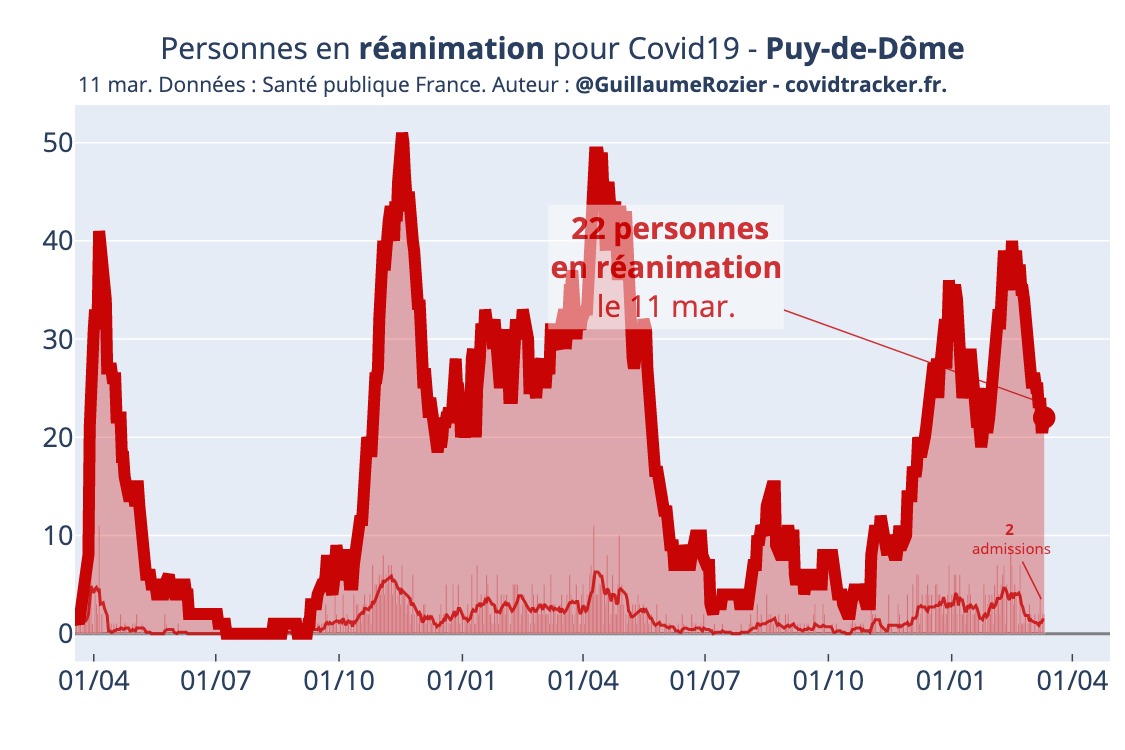 Personnes en réanimation pour Covid19 - Puy-de-Dôme
11 mar. Données : Santé publique France. Auteur : @GuillaumeRozier - covidtracker.fr.
50
40
30
20
10
0
22 personnes
en réanimation
le 11 mar.
2
admissions
01/04
01/07
01/10
01/01
01/04
01/07
01/10
01/01
01/04